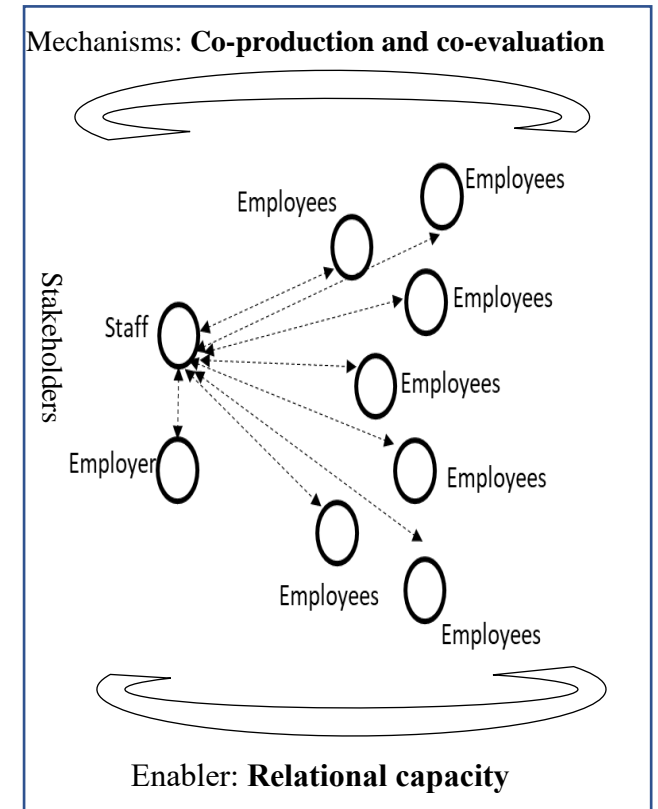 Mechanisms: Co-production and co-evaluation
Employees
Employees
Stakeholders
Employees
Staff
Employees
Employer
Employees
Employees
Employees
Enabler: Relational capacity